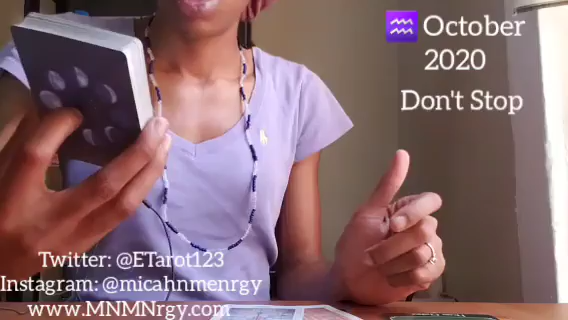 ♒ October
2020
Don't Stop
Twitter: @ETarot123
Instagram: @micahnmenrgy
www.MNMNrgy.com